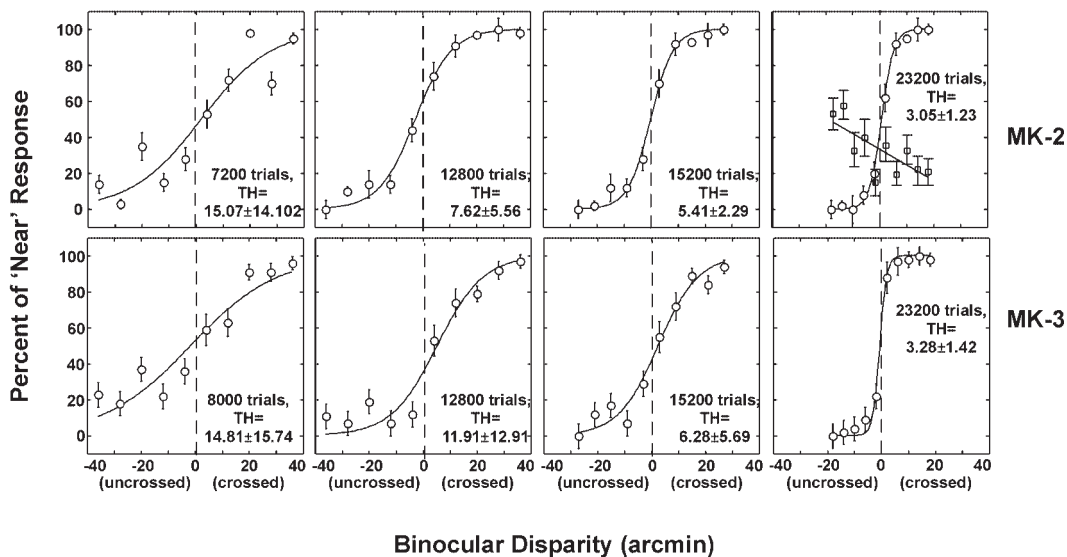 Percent of 'Near' Response
100
80
60
40
20
0
7200 trials,
TH=
15.07±14.102
12800 trials;
TH=
7.62±5.56
15200 trials,
TH=
5.41±2.29
23200 trials,
TH=
3.05±1.23
MK-2
100
80
60
40
20
0
8000 trials,
TH=
14.81±15.74
12800 trials;
TH=
11.91±12.91
15200 trials;
TH=
6.28±5.69
23200 trials,
TH=
3.28±1.42
MK-3
-40 -20 0 20 40
(uncrossed) (crossed)
-40 -20 0 20 40
(uncrossed) (crossed)
-40 -20 0 20 40
(uncrossed) (crossed)
-40 -20 0 20 40
(uncrossed) (crossed)
Binocular Disparity (arcmin)